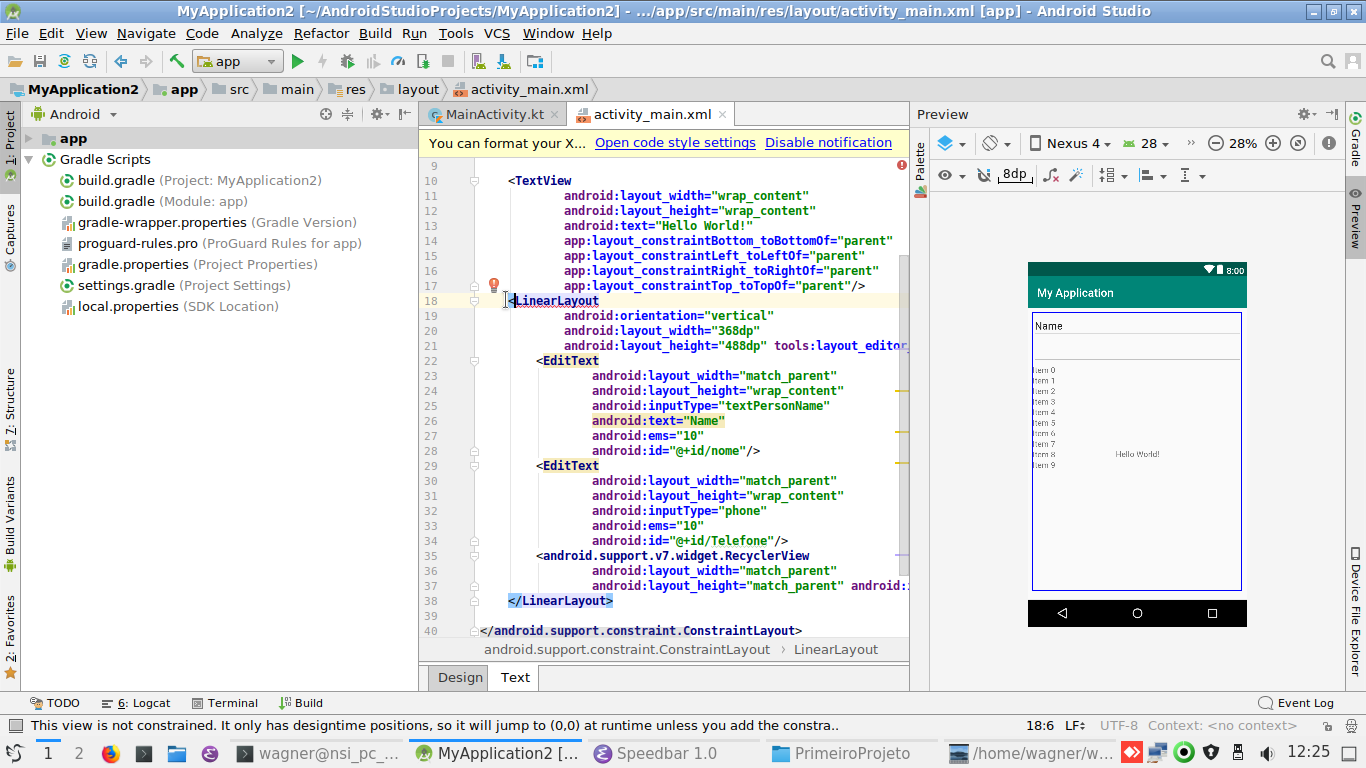 MyApplication2 [~/AndroidStudioProjects/MyApplication2] - .../app/src/main/res/layout/activity_main.xml [app] - Android Studio
File Edit View Navigate Code Analyze Refactor Build Run Tools VCS Window Help
app
MyApplication2 app src main res layout activity_main.xml
1: Project
Captures
7: Structure
Build Variants
2: Favorites
Android
app
Gradle Scripts
build.gradle (Project: MyApplication2)
build.gradle (Module: app)
gradle-wrapper.properties (Gradle Version)
proguard-rules.pro (ProGuard Rules for app)
gradle.properties (Project Properties)
settings.gradle (Project Settings)
local.properties (SDK Location)
MainActivity.kt activity_main.xml
You can format your X... Open code style settings Disable notification
9
10 <TextView
11 android:layout_width="wrap_content"
12 android:layout_height="wrap_content"
13 android:text="Hello World!"
14 app:layout_constraintBottom_toBottomOf="parent"
15 app:layout_constraintLeft_toLeftOf="parent"
16 app:layout_constraintRight_toRightOf="parent"
17 app:layout_constraintTop_toTopOf="parent"/>
18 <LinearLayout
19 android:orientation="vertical"
20 android:layout_width="368dp"
21 android:layout_height="488dp" tools:layout_editor
22 <EditText
23 android:layout_width="match_parent"
24 android:layout_height="wrap_content"
25 android:inputType="textPersonName"
26 android:text="Name"
27 android:ems="10"
28 android:id="@+id/nome"/>
29 <EditText
30 android:layout_width="match_parent"
31 android:layout_height="wrap_content"
32 android:inputType="phone"
33 android:ems="10"
34 android:id="@+id/Telefone"/>
35 <android.support.v7.widget.RecyclerView
36 android:layout_width="match_parent"
37 android:layout_height="match_parent" android:
38 </LinearLayout>
39
40 </android.support.constraint.ConstraintLayout>
android.support.constraint.ConstraintLayout › LinearLayout
Design Text
Preview
Palette
Nexus 4 28 >> 28%
8dp
8:00
My Application
Name
Item 0
Item 1
Item 2
Item 3
Item 4
Item 5
Item 6
Item 7
Item 8
Hello World!
Item 9
Gradle
Preview
Device File Explorer
TODO 6: Logcat Terminal Build Event Log
This view is not constrained. It only has designtime positions, so it will jump to (0,0) at runtime unless you add the constra.. 18:6 LF÷ UTF-8 Context: <no context>
1 2 wagner@nsi_pc_... MyApplication2 [... Speedbar 1.0 PrimeiroProjeto /home/wagner/w... 12:25